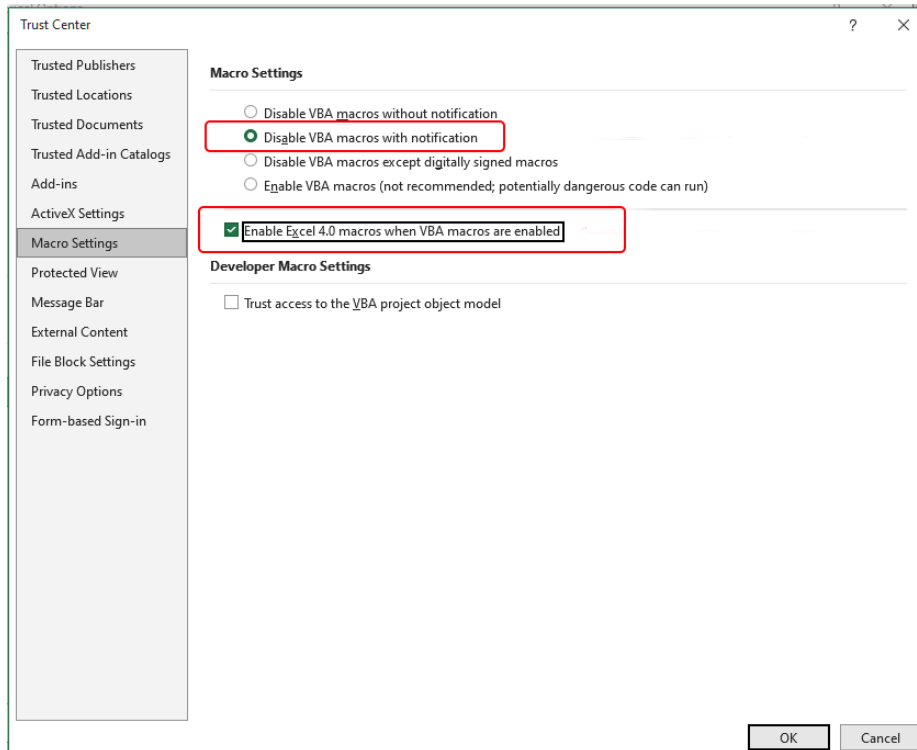 Trust Center
?
Trusted Publishers
Trusted Locations
Trusted Documents
Trusted Add-in Catalogs
Add-ins
ActiveX Settings
Macro Settings
Protected View
Message Bar
External Content
File Block Settings
Privacy Options
Form-based Sign-in
Macro Settings
Disable VBA macros without notification
Disable VBA macros with notification
Disable VBA macros except digitally signed macros
Enable VBA macros (not recommended; potentially dangerous code can run)
Enable Excel 4.0 macros when VBA macros are enabled
Developer Macro Settings
Trust access to the VBA project object model
OK
Cancel